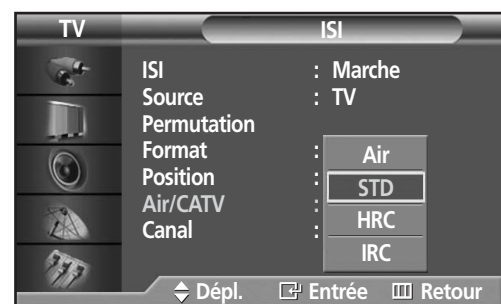 TV ISI
ISI : Marche
Source : TV
Permutation
Format :
Position :
Air/CATV :
Canal :
Air
STD
HRC
IRC
Dépl. Entrée Retour